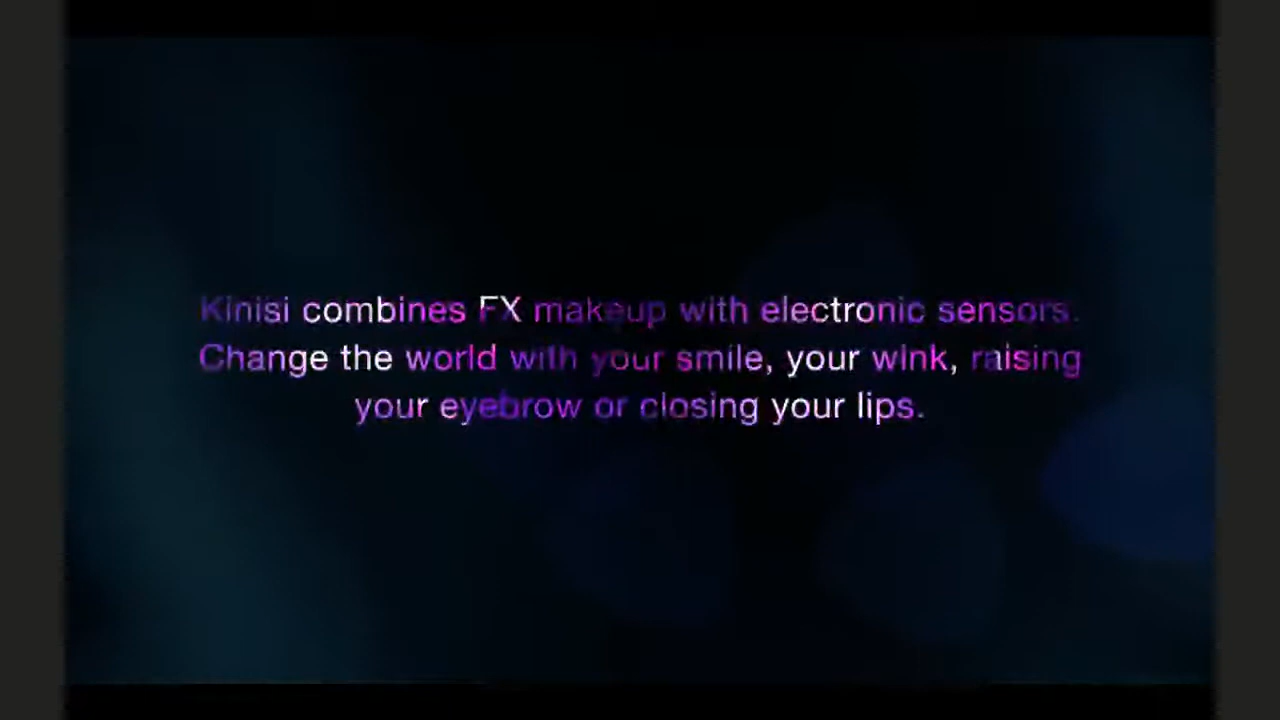 Kinisi combines FX makeup with electronic sensors.
Change the world with your smile, your wink, raising
your eyebrow or closing your lips.